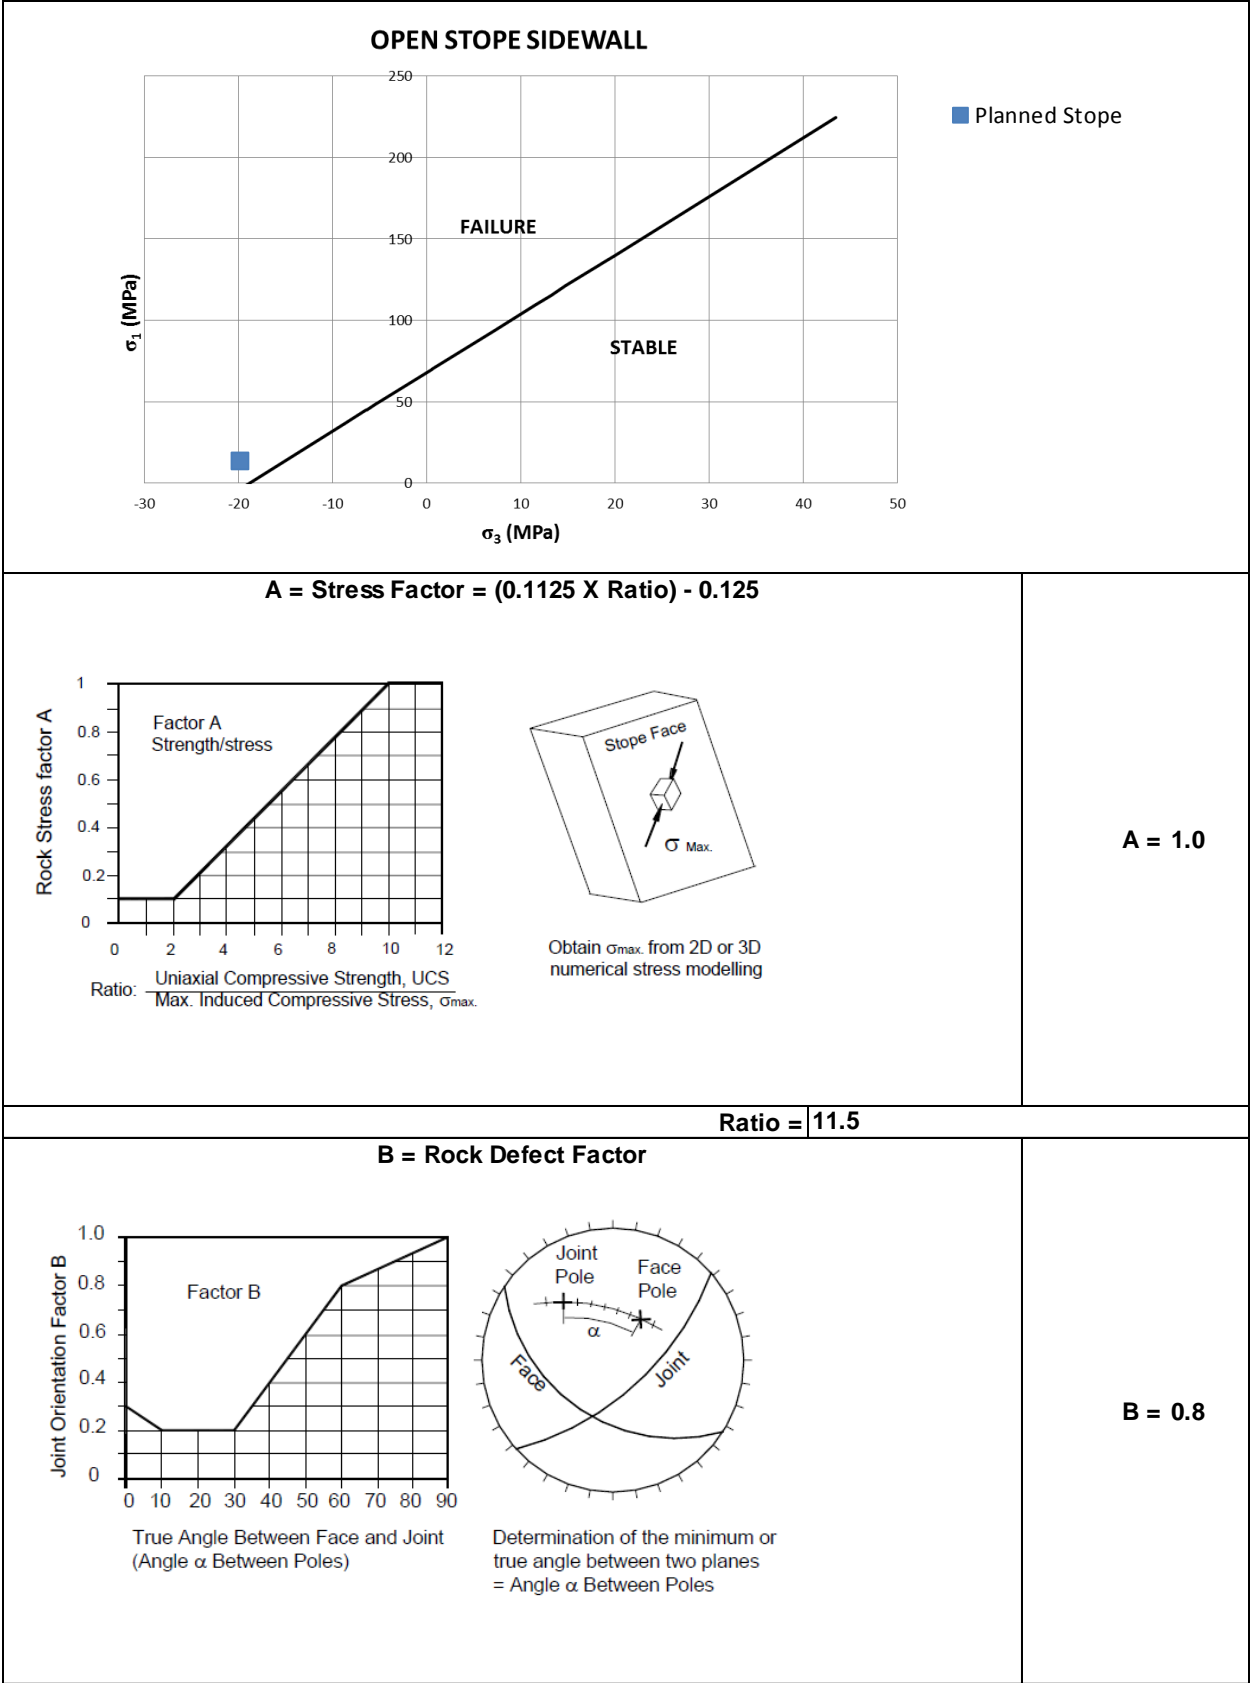 OPEN STOPE SIDEWALL
250
200
150
100
50
0
σ1 (MPa)
FAILURE
STABLE
Planned Stope
-30 -20 -10 0 10 20 30 40 50
σ3 (MPa)
A = Stress Factor = (0.1125 X Ratio) - 0.125
Rock Stress factor A
1
0.8
0.6
0.4
0.2
0
Factor A
Strength/stress
0 2 4 6 8 10 12
Ratio: Uniaxial Compressive Strength, UCS
Max. Induced Compressive Stress, σmax.
Stope Face
σ Max.
Obtain σmax. from 2D or 3D
numerical stress modelling
A = 1.0
Ratio = 11.5
B = Rock Defect Factor
Joint Orientation Factor B
1.0
0.8
0.6
0.4
0.2
0
Factor B
0 10 20 30 40 50 60 70 80 90
True Angle Between Face and Joint
(Angle α Between Poles)
Joint
Pole
Face
Pole
α
Face
Joint
Determination of the minimum or
true angle between two planes
= Angle α Between Poles
B = 0.8